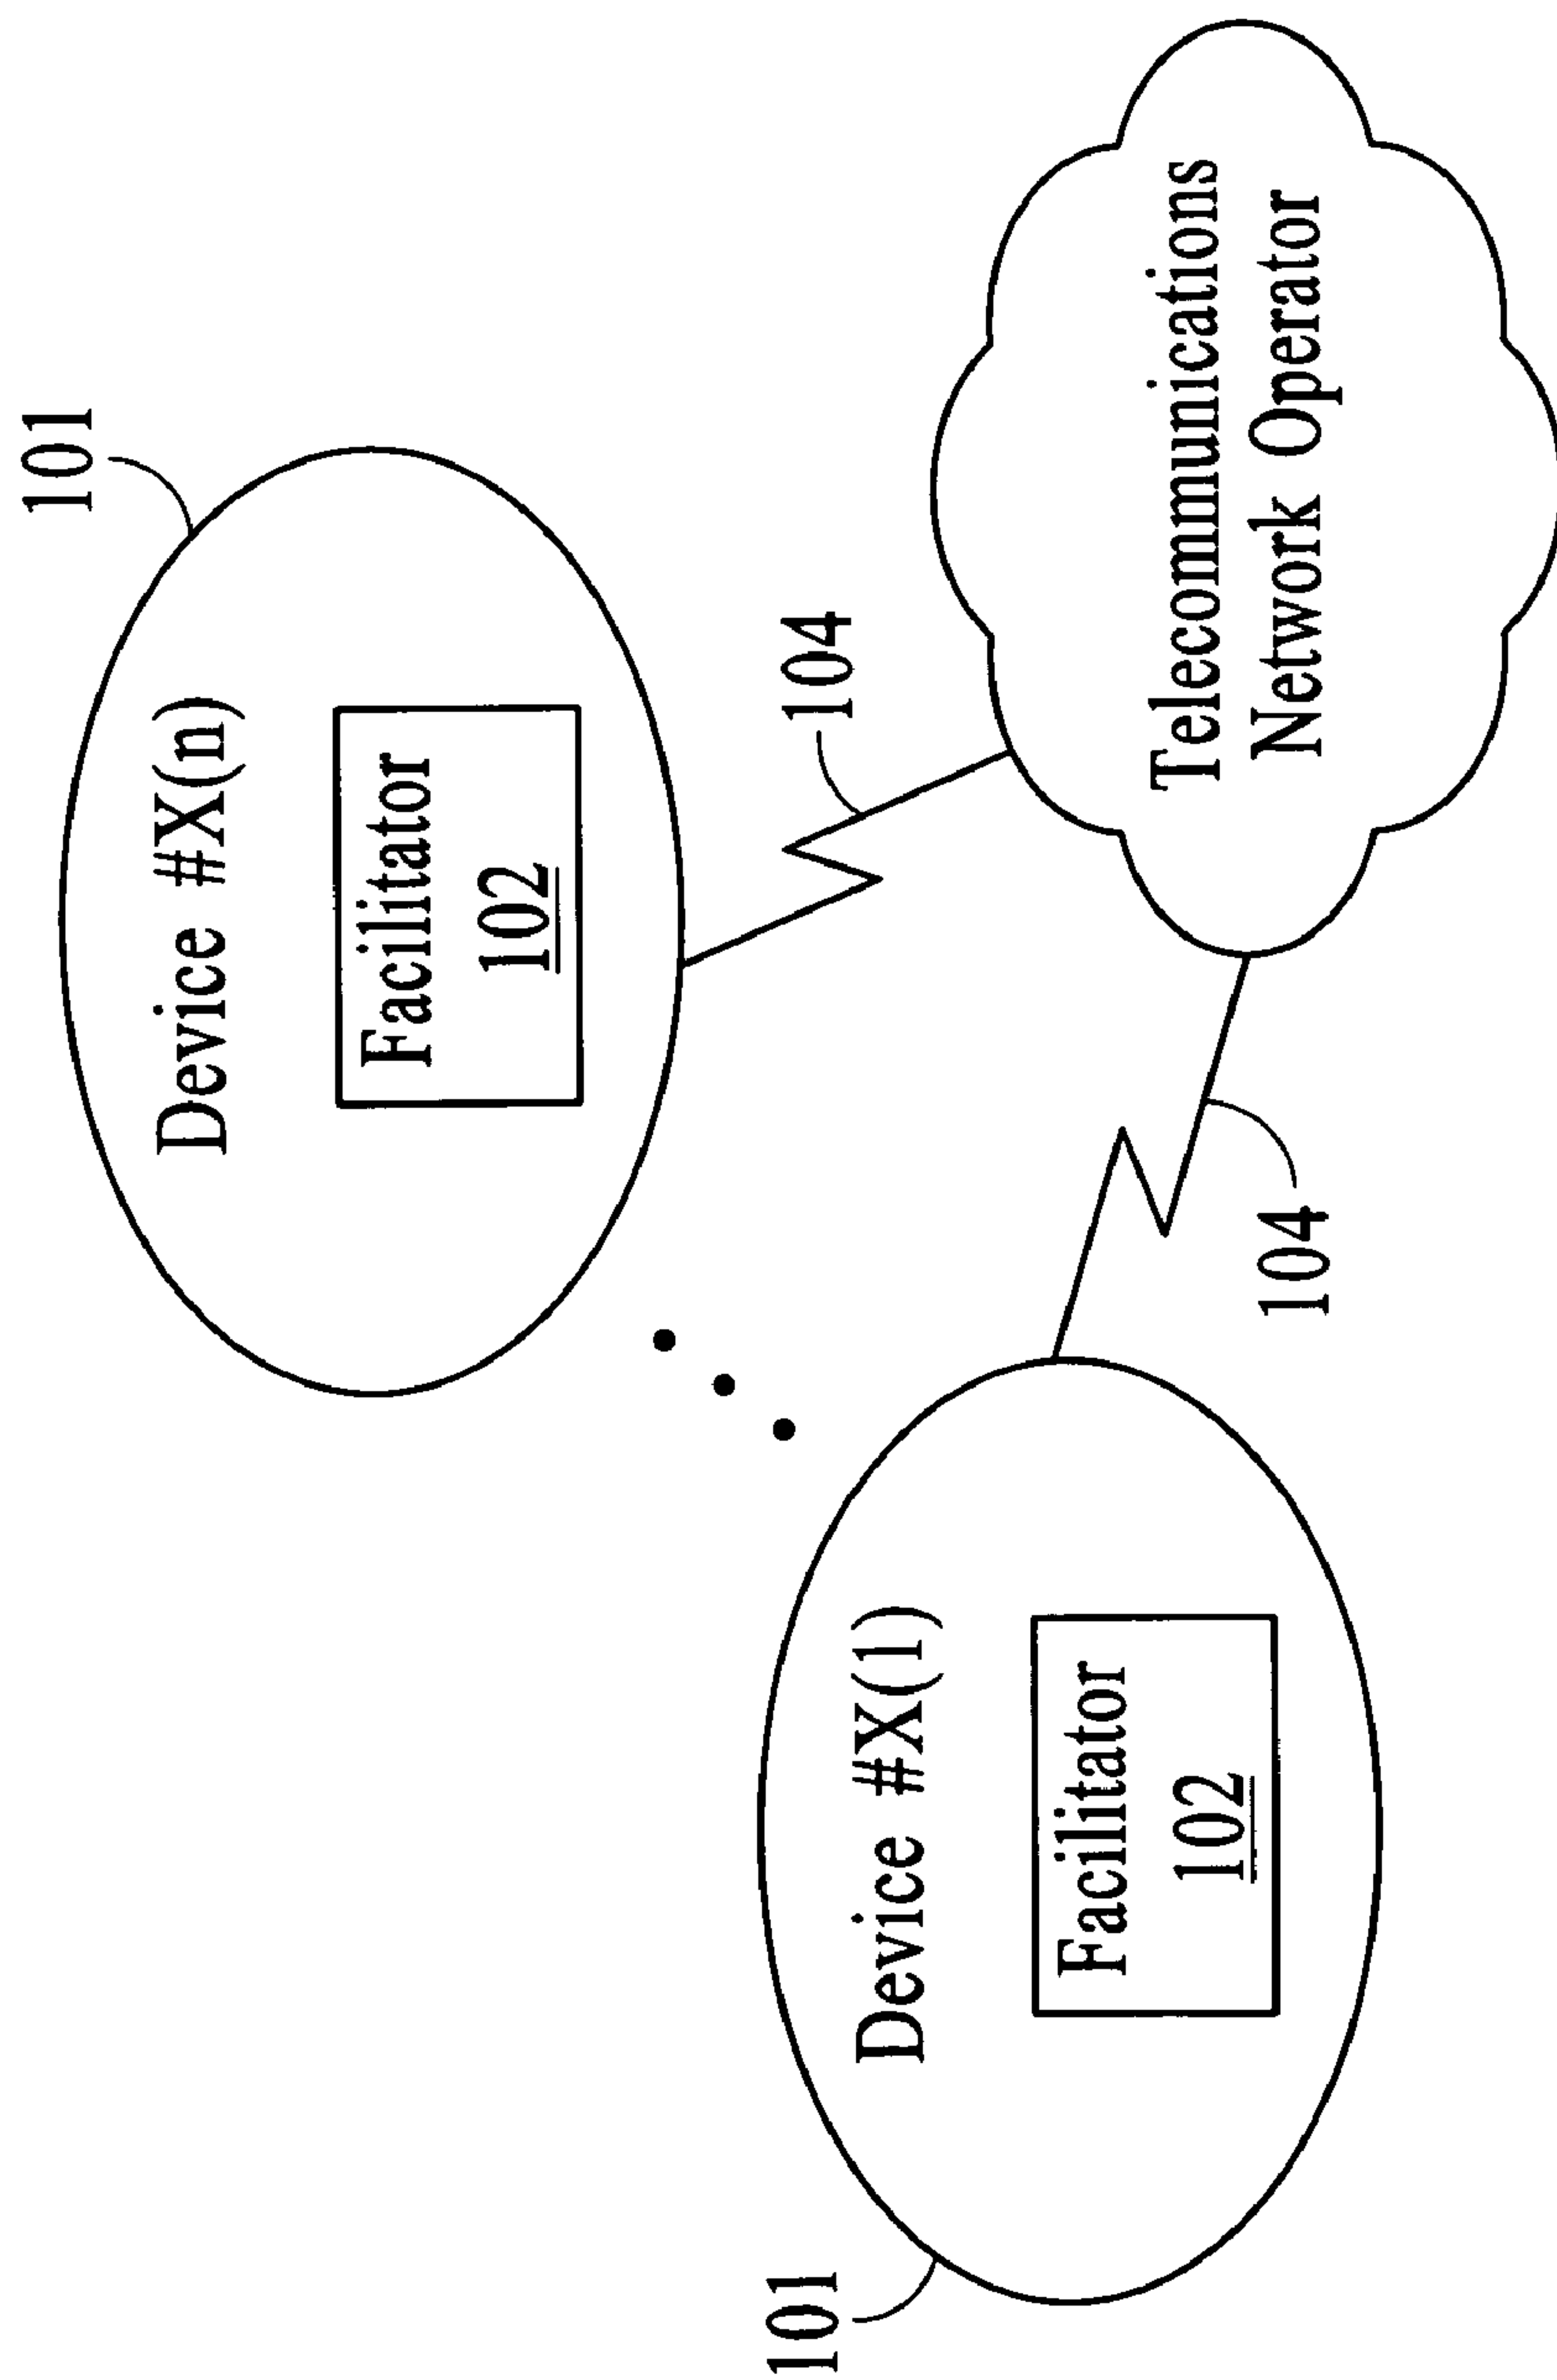 101
Device #X(n)
Facilitator
102
104
Telecommunications
Network Operator
101
Device #X(1)
Facilitator
102
104